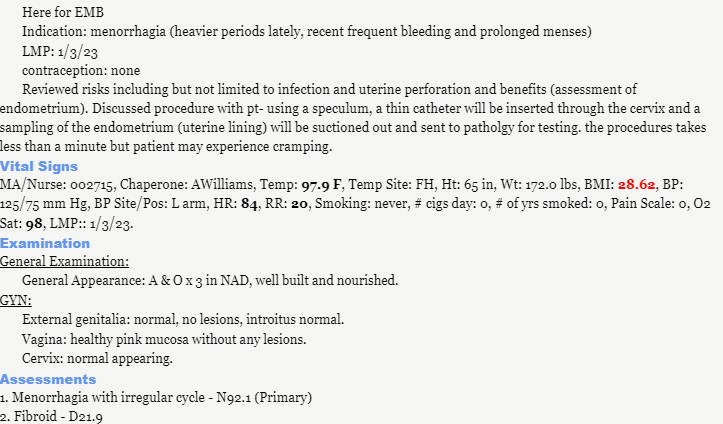 Here for EMB
Indication: menorrhagia (heavier periods lately, recent frequent bleeding and prolonged menses)
LMP: 1/3/23
contraception: none
Reviewed risks including but not limited to infection and uterine perforation and benefits (assessment of
endometrium). Discussed procedure with pt- using a speculum, a thin catheter will be inserted through the cervix and a
sampling of the endometrium (uterine lining) will be suctioned out and sent to patholgy for testing. the procedures takes
less than a minute but patient may experience cramping.
Vital Signs
MA/Nurse: 002715, Chaperone: AWilliams, Temp: 97.9 F, Temp Site: FH, Ht: 65 in, Wt: 172.0 lbs, BMI: 28.62, BP:
125/75 mm Hg, BP Site/Pos: L arm, HR: 84, RR: 20, Smoking: never, # cigs day: 0, # of yrs smoked: 0, Pain Scale: 0, O2
Sat: 98, LMP:: 1/3/23.
Examination
General Examination:
General Appearance: A & O x 3 in NAD, well built and nourished.
GYN:
External genitalia: normal, no lesions, introitus normal.
Vagina: healthy pink mucosa without any lesions.
Cervix: normal appearing.
Assessments
1. Menorrhagia with irregular cycle - N92.1 (Primary)
2. Fibroid - D21.9